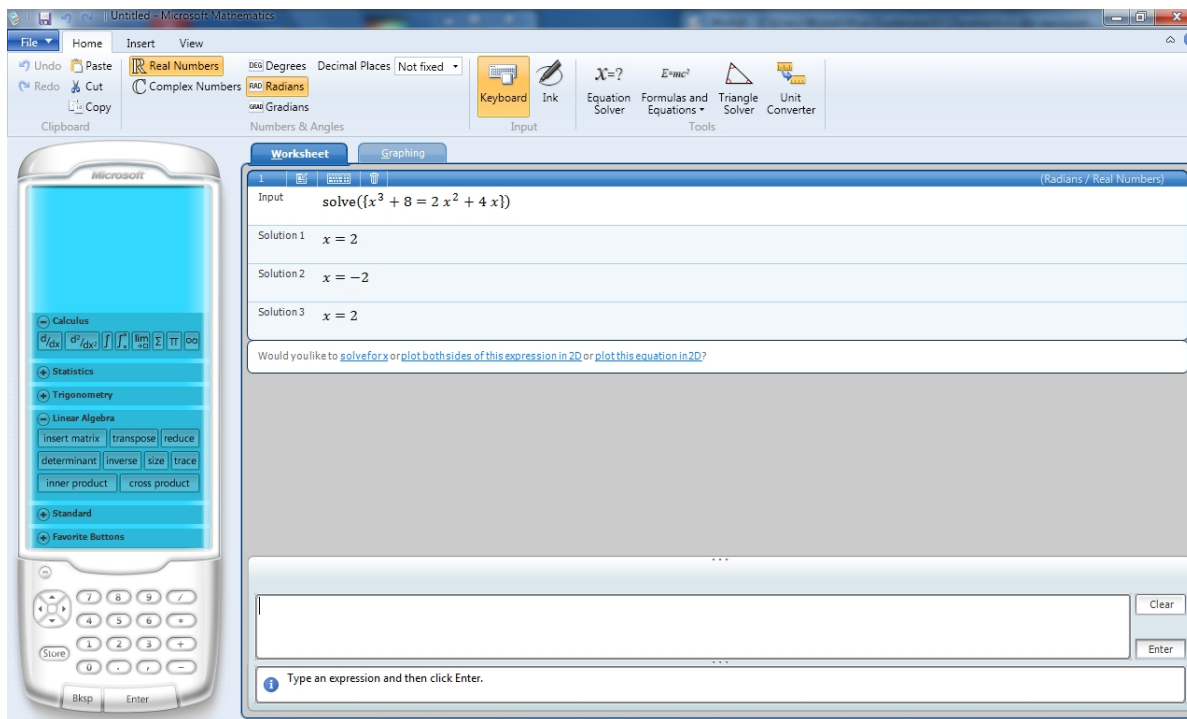 Untitled - Microsoft Mathematics
File Home Insert View
Undo Paste
Redo Cut
Copy
Clipboard
ℝ Real Numbers
ℂ Complex Numbers
DEG Degrees Decimal Places Not fixed
RAD Radians
GRAD Gradians
Numbers & Angles
Keyboard Ink
Input
X=? Equation Solver
E=mc² Formulas and Equations
Triangle Solver
Unit Converter
Tools
Microsoft
Calculus
d/dx d²/dx² ∫ ∫ lim Σ Π ∞
Statistics
Trigonometry
Linear Algebra
insert matrix transpose reduce
determinant inverse size trace
inner product cross product
Standard
Favorite Buttons
7 8 9 /
4 5 6 *
Store 1 2 3 +
0 . , −
Bksp Enter
Worksheet Graphing
1 (Radians / Real Numbers)
Input solve({x³ + 8 = 2 x² + 4 x})
Solution 1 x = 2
Solution 2 x = −2
Solution 3 x = 2
Would you like to solve for x or plot both sides of this expression in 2D or plot this equation in 2D?
Clear
Enter
Type an expression and then click Enter.